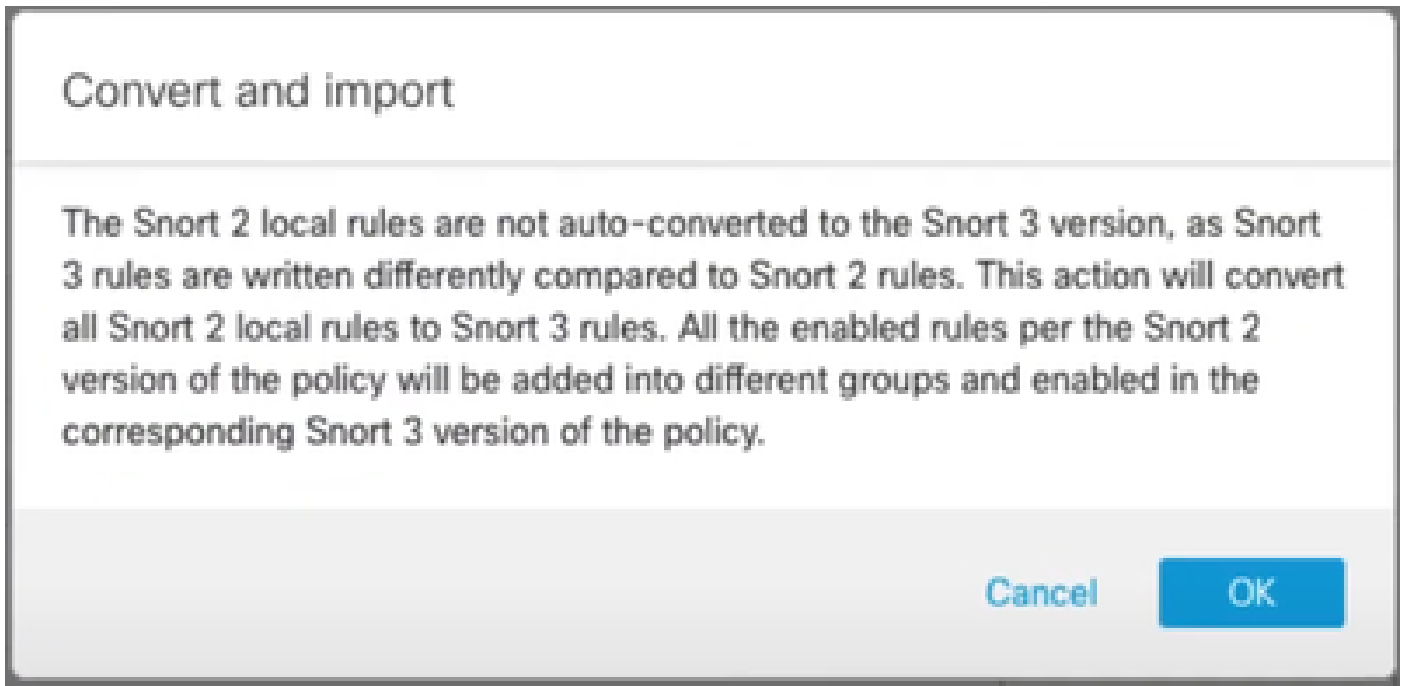 Convert and import
The Snort 2 local rules are not auto-converted to the Snort 3 version, as Snort
3 rules are written differently compared to Snort 2 rules. This action will convert
all Snort 2 local rules to Snort 3 rules. All the enabled rules per the Snort 2
version of the policy will be added into different groups and enabled in the
corresponding Snort 3 version of the policy.
Cancel OK